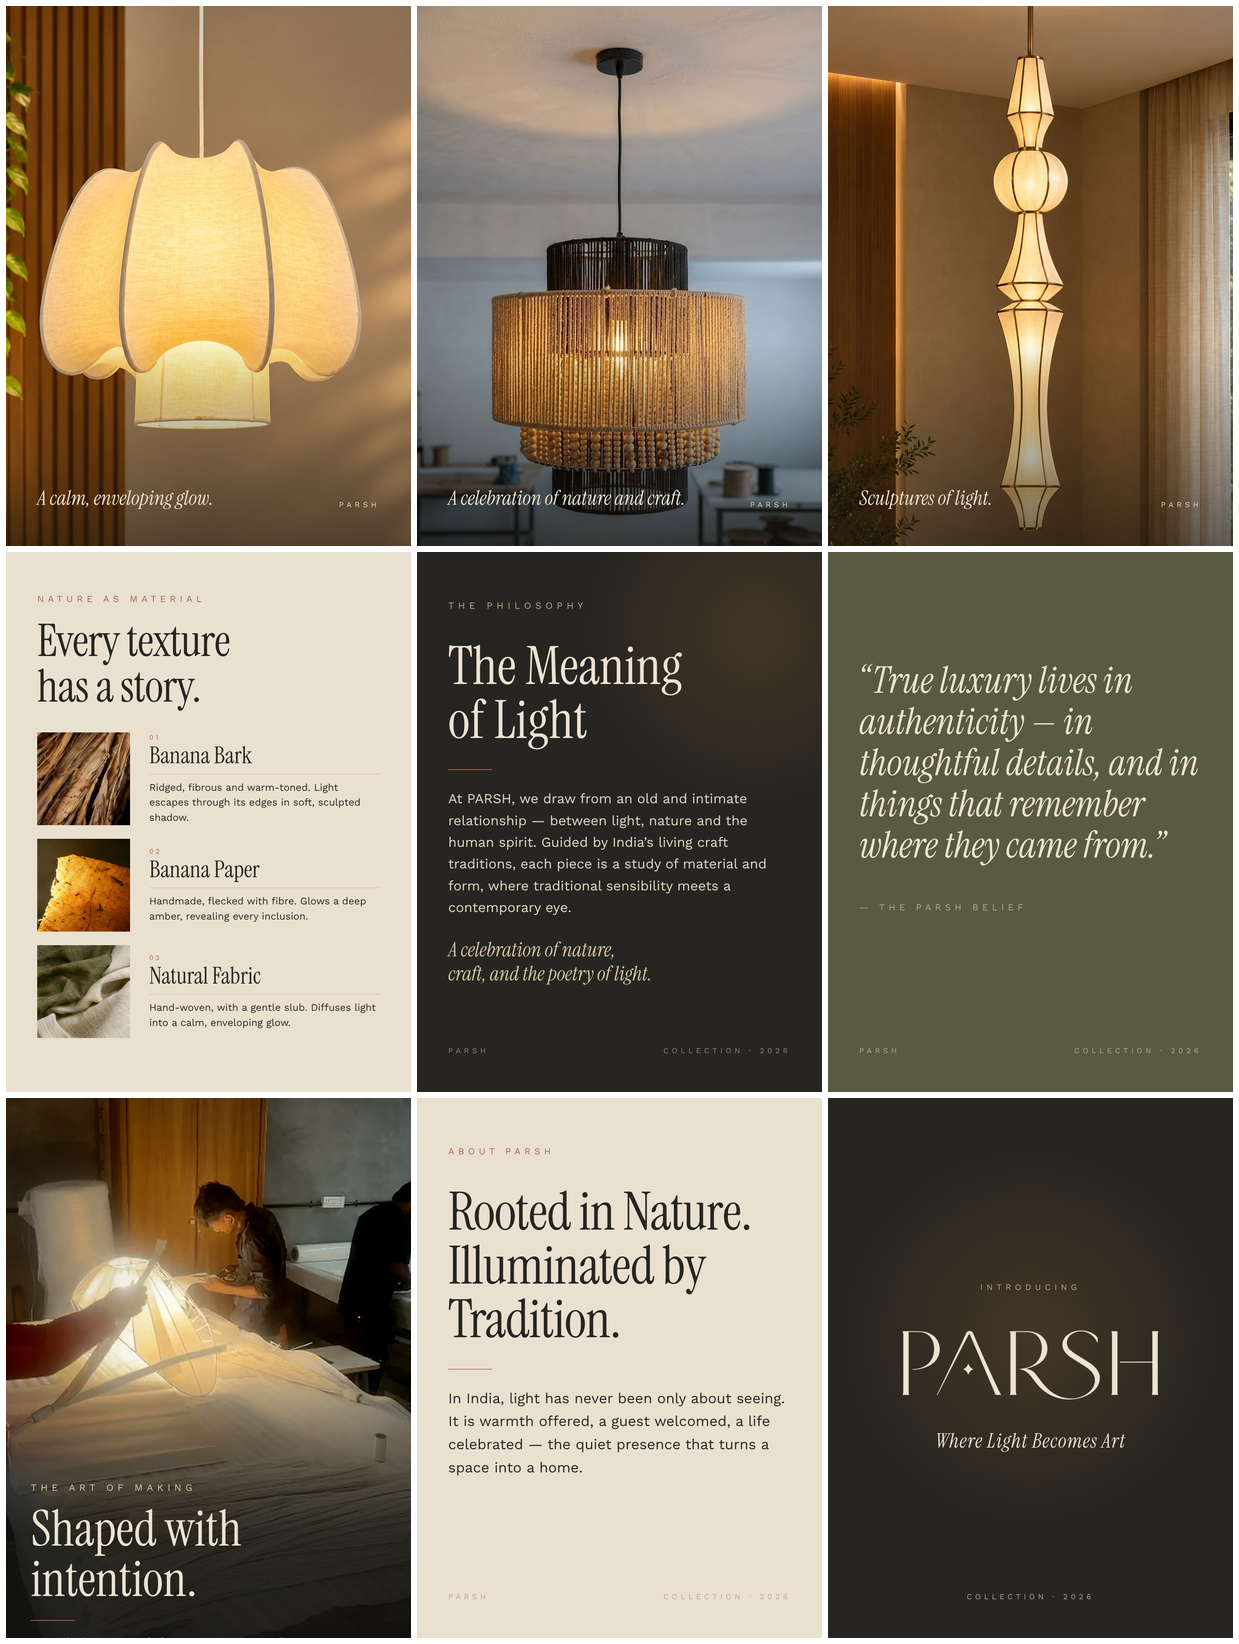 A calm, enveloping glow.
PARSH
A celebration of nature and craft.
PARSH
Sculptures of light.
PARSH
NATURE AS MATERIAL
Every texture
has a story.
01
Banana Bark
Ridged, fibrous and warm-toned. Light
escapes through its edges in soft, sculpted
shadow.
02
Banana Paper
Handmade, flecked with fibre. Glows a deep
amber, revealing every inclusion.
03
Natural Fabric
Hand-woven, with a gentle slub. Diffuses light
into a calm, enveloping glow.
THE PHILOSOPHY
The Meaning
of Light
At PARSH, we draw from an old and intimate
relationship — between light, nature and the
human spirit. Guided by India’s living craft
traditions, each piece is a study of material and
form, where traditional sensibility meets a
contemporary eye.
A celebration of nature,
craft, and the poetry of light.
PARSH
COLLECTION · 2026
“True luxury lives in
authenticity — in
thoughtful details, and in
things that remember
where they came from.”
— THE PARSH BELIEF
PARSH
COLLECTION · 2026
THE ART OF MAKING
Shaped with
intention.
ABOUT PARSH
Rooted in Nature.
Illuminated by
Tradition.
In India, light has never been only about seeing.
It is warmth offered, a guest welcomed, a life
celebrated — the quiet presence that turns a
space into a home.
PARSH
COLLECTION · 2026
INTRODUCING
PARSH
Where Light Becomes Art
COLLECTION · 2026